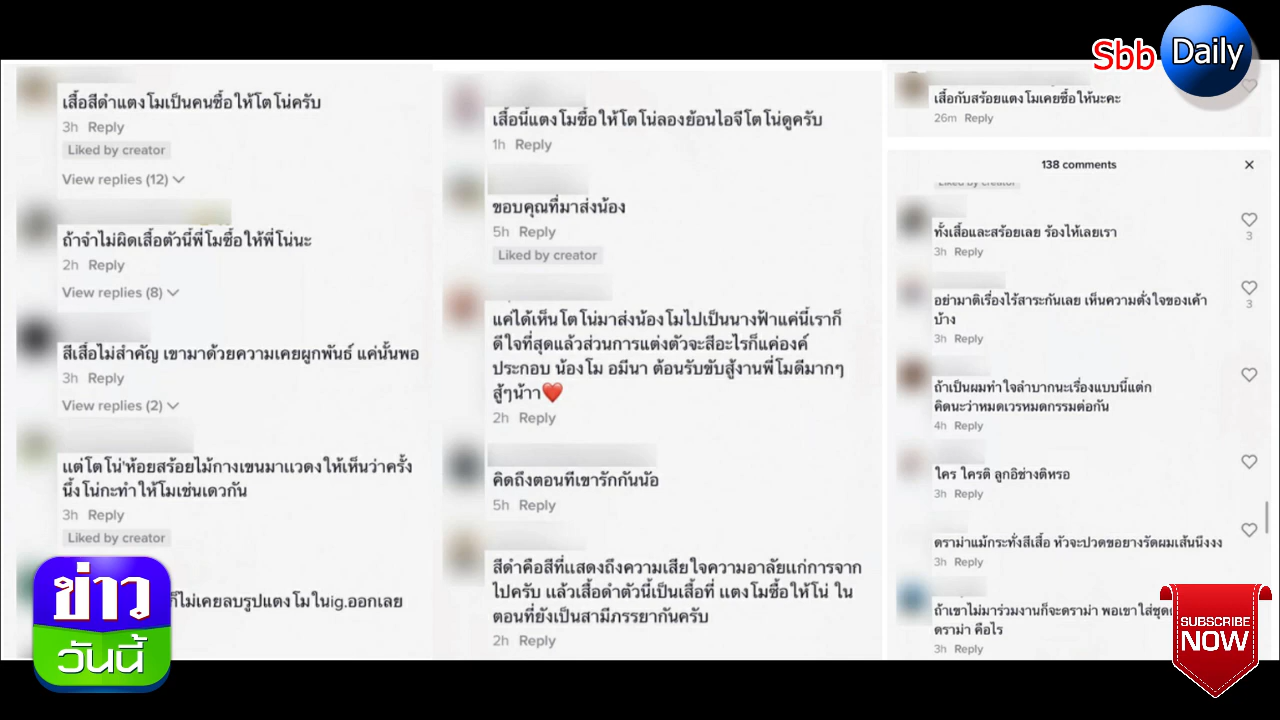 Sbb Daily
เสื้อสีดำแตงโมเป็นคนซื้อให้โตโน่ครับ
3h Reply
Liked by creator
View replies (12)
ถ้าจำไม่ผิดเสื้อตัวนี้พี่โมซื้อให้พี่โน่นะ
2h Reply
View replies (8)
สีเสื้อไม่สำคัญ เขามาด้วยความเคยผูกพันธ์ แค่นั้นพอ
3h Reply
View replies (2)
แต่โตโน่'ห้อยสร้อยไม้กางเขนมาแวดงให้เห็นว่าครั้ง
นึ้งโน่กะทำให้โมเช่นเดวกัน
3h Reply
Liked by creator
ก็ไม่เคยลบรูปแตงโมในig.ออกเลย
ข่าว
วันนี้
เสื้อนี้แตงโมซื้อให้โตโน่ลองย้อนไอจีโตโน่ดูครับ
1h Reply
ขอบคุณที่มาส่งน้อง
5h Reply
Liked by creator
แค่ได้เห็นโตโน่มาส่งน้องโมไปเป็นนางฟ้าแค่นี้เราก็
ดีใจที่สุดแล้วส่วนการแต่งตัวจะสีอะไรก็แค่องค์
ประกอบ น้องโม อมีนา ต้อนรับขับสู้งานพี่โมดีมากๆ
สู้ๆน้าา❤️
2h Reply
คิดถึงตอนทีเขารักกันนัอ
5h Reply
สีดำคือสีที่แสดงถึงความเสียใจความอาลัยแก่การจาก
ไปครับ แล้วเสื้อดำตัวนี้เป็นเสื้อที่ แตงโมซื้อให้โน่ ใน
ตอนที่ยังเป็นสามีภรรยากันครับ
2h Reply
เสื้อกับสร้อยแตงโมเคยซื้อให้นะคะ
26m Reply
138 comments
Liked by creator
ทั้งเสื้อและสร้อยเลย ร้องไห้เลยเรา
3h Reply
3
อย่ามาติเรื่องไร้สาระกันเลย เห็นความตั่งใจของเค้า
บ้าง
3h Reply
3
ถ้าเป็นผมทำใจลำบากนะเรื่องแบบนี้แต่ก
คิดนะว่าหมดเวรหมดกรรมต่อกัน
4h Reply
ใคร ใครติ ลูกอิช่างติหรอ
3h Reply
ดราม่าแม้กระทั่งสีเสื้อ หัวจะปวดขอยางรัดผมเส้นนึงงง
3h Reply
ถ้าเขาไม่มาร่วมงานก็จะดราม่า พอเขาใส่ชุด
ดราม่า คือไร
3h Reply
SUBSCRIBE
NOW